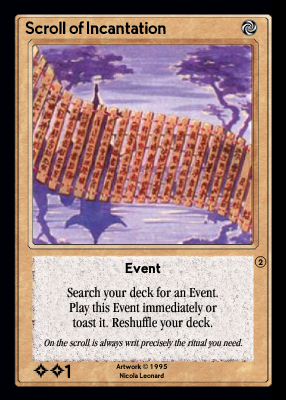 Scroll of Incantation
2
Event
Search your deck for an Event.
Play this Event immediately or
toast it. Reshuffle your deck.
On the scroll is always writ precisely the ritual you need.
1
Artwork © 1995
Nicola Leonard